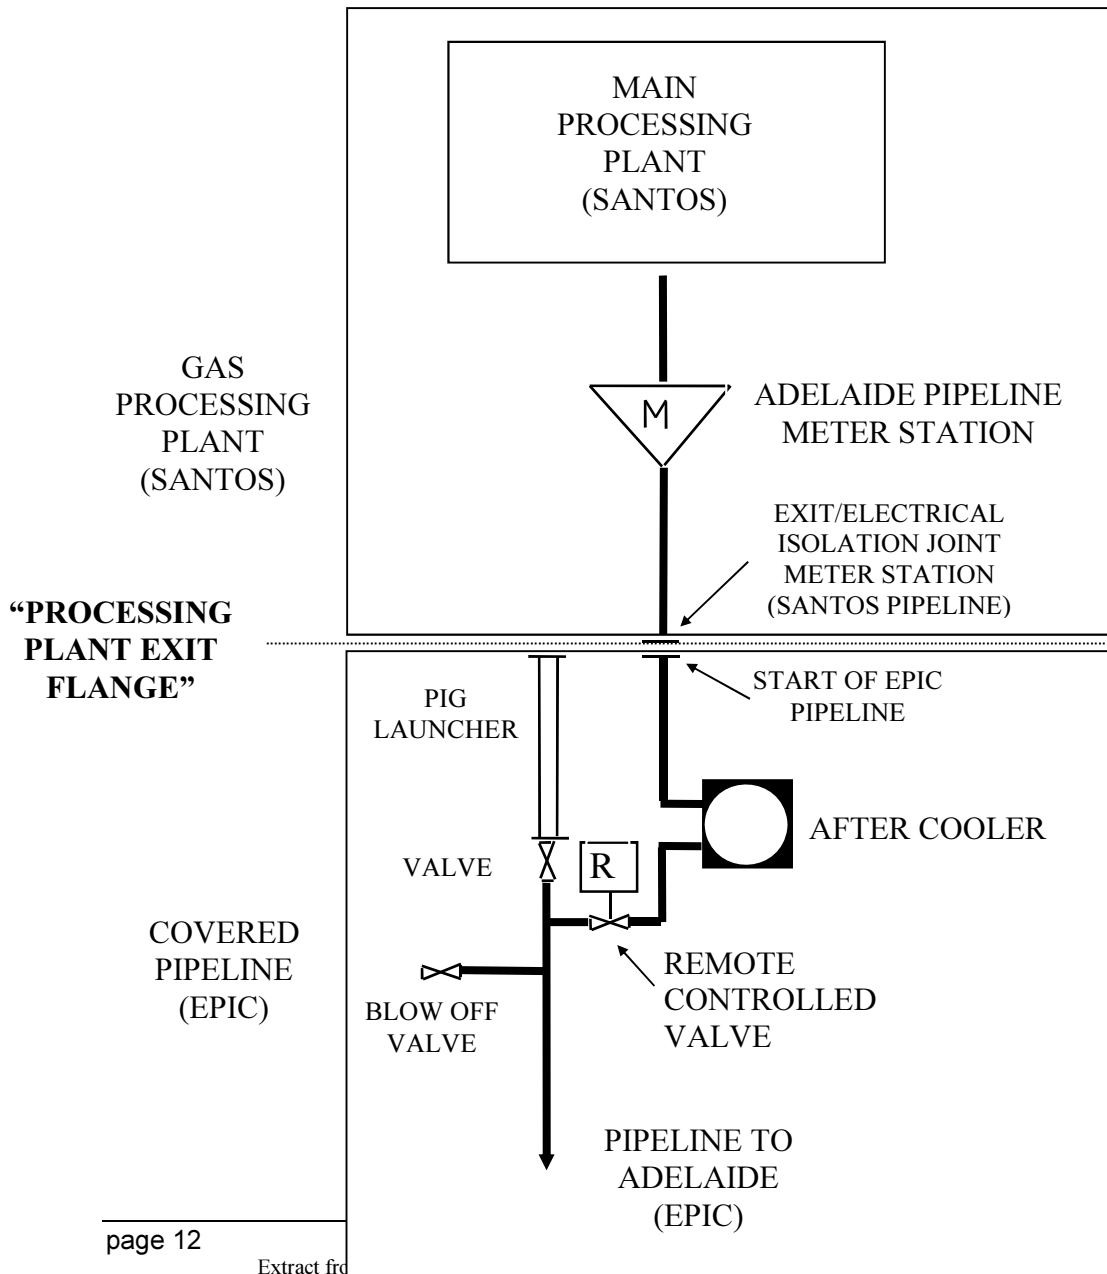 MAIN
PROCESSING
PLANT
(SANTOS)
GAS
PROCESSING
PLANT
(SANTOS)
M
ADELAIDE PIPELINE
METER STATION
EXIT/ELECTRICAL
ISOLATION JOINT
METER STATION
(SANTOS PIPELINE)
“PROCESSING
PLANT EXIT
FLANGE”
PIG
LAUNCHER
START OF EPIC
PIPELINE
AFTER COOLER
VALVE
R
COVERED
PIPELINE
(EPIC)
BLOW OFF
VALVE
REMOTE
CONTROLLED
VALVE
PIPELINE TO
ADELAIDE
(EPIC)
page 12
Extract